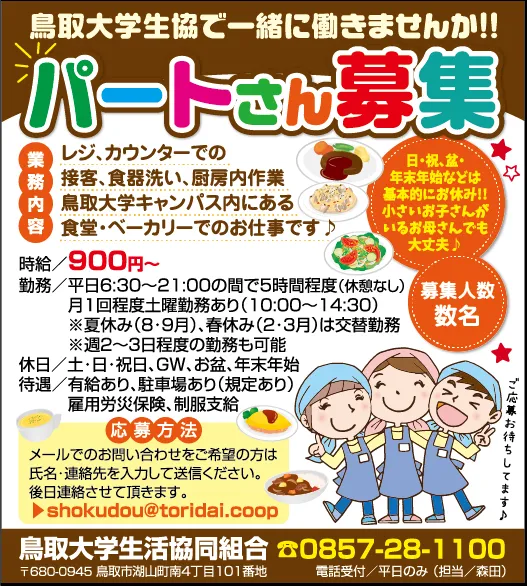 鳥取大学生協で一緒に働きませんか!!
パートさん募集
業務内容
レジ、カウンターでの
接客、食器洗い、厨房内作業
鳥取大学キャンパス内にある
食堂・ベーカリーでのお仕事です♪
日・祝、盆・
年末年始などは
基本的にお休み!!
小さいお子さんが
いるお母さんでも
大丈夫♪
時給／900円〜
勤務／平日6:30〜21:00の間で5時間程度(休憩なし)
月1回程度土曜勤務あり(10:00〜14:30)
※夏休み(8・9月)、春休み(2・3月)は交替勤務
※週2〜3日程度の勤務も可能
募集人数
数名
休日／土・日・祝日、GW、お盆、年末年始
待遇／有給あり、駐車場あり(規定あり)
雇用労災保険、制服支給
応募方法
メールでのお問い合わせをご希望の方は
氏名・連絡先を入力して送信ください。
後日連絡させて頂きます。
▶shokudou@toridai.coop
ご応募お待ちしてます♪
鳥取大学生活協同組合 ☎0857-28-1100
〒680-0945 鳥取市湖山町南4丁目101番地 電話受付／平日のみ(担当／森田)